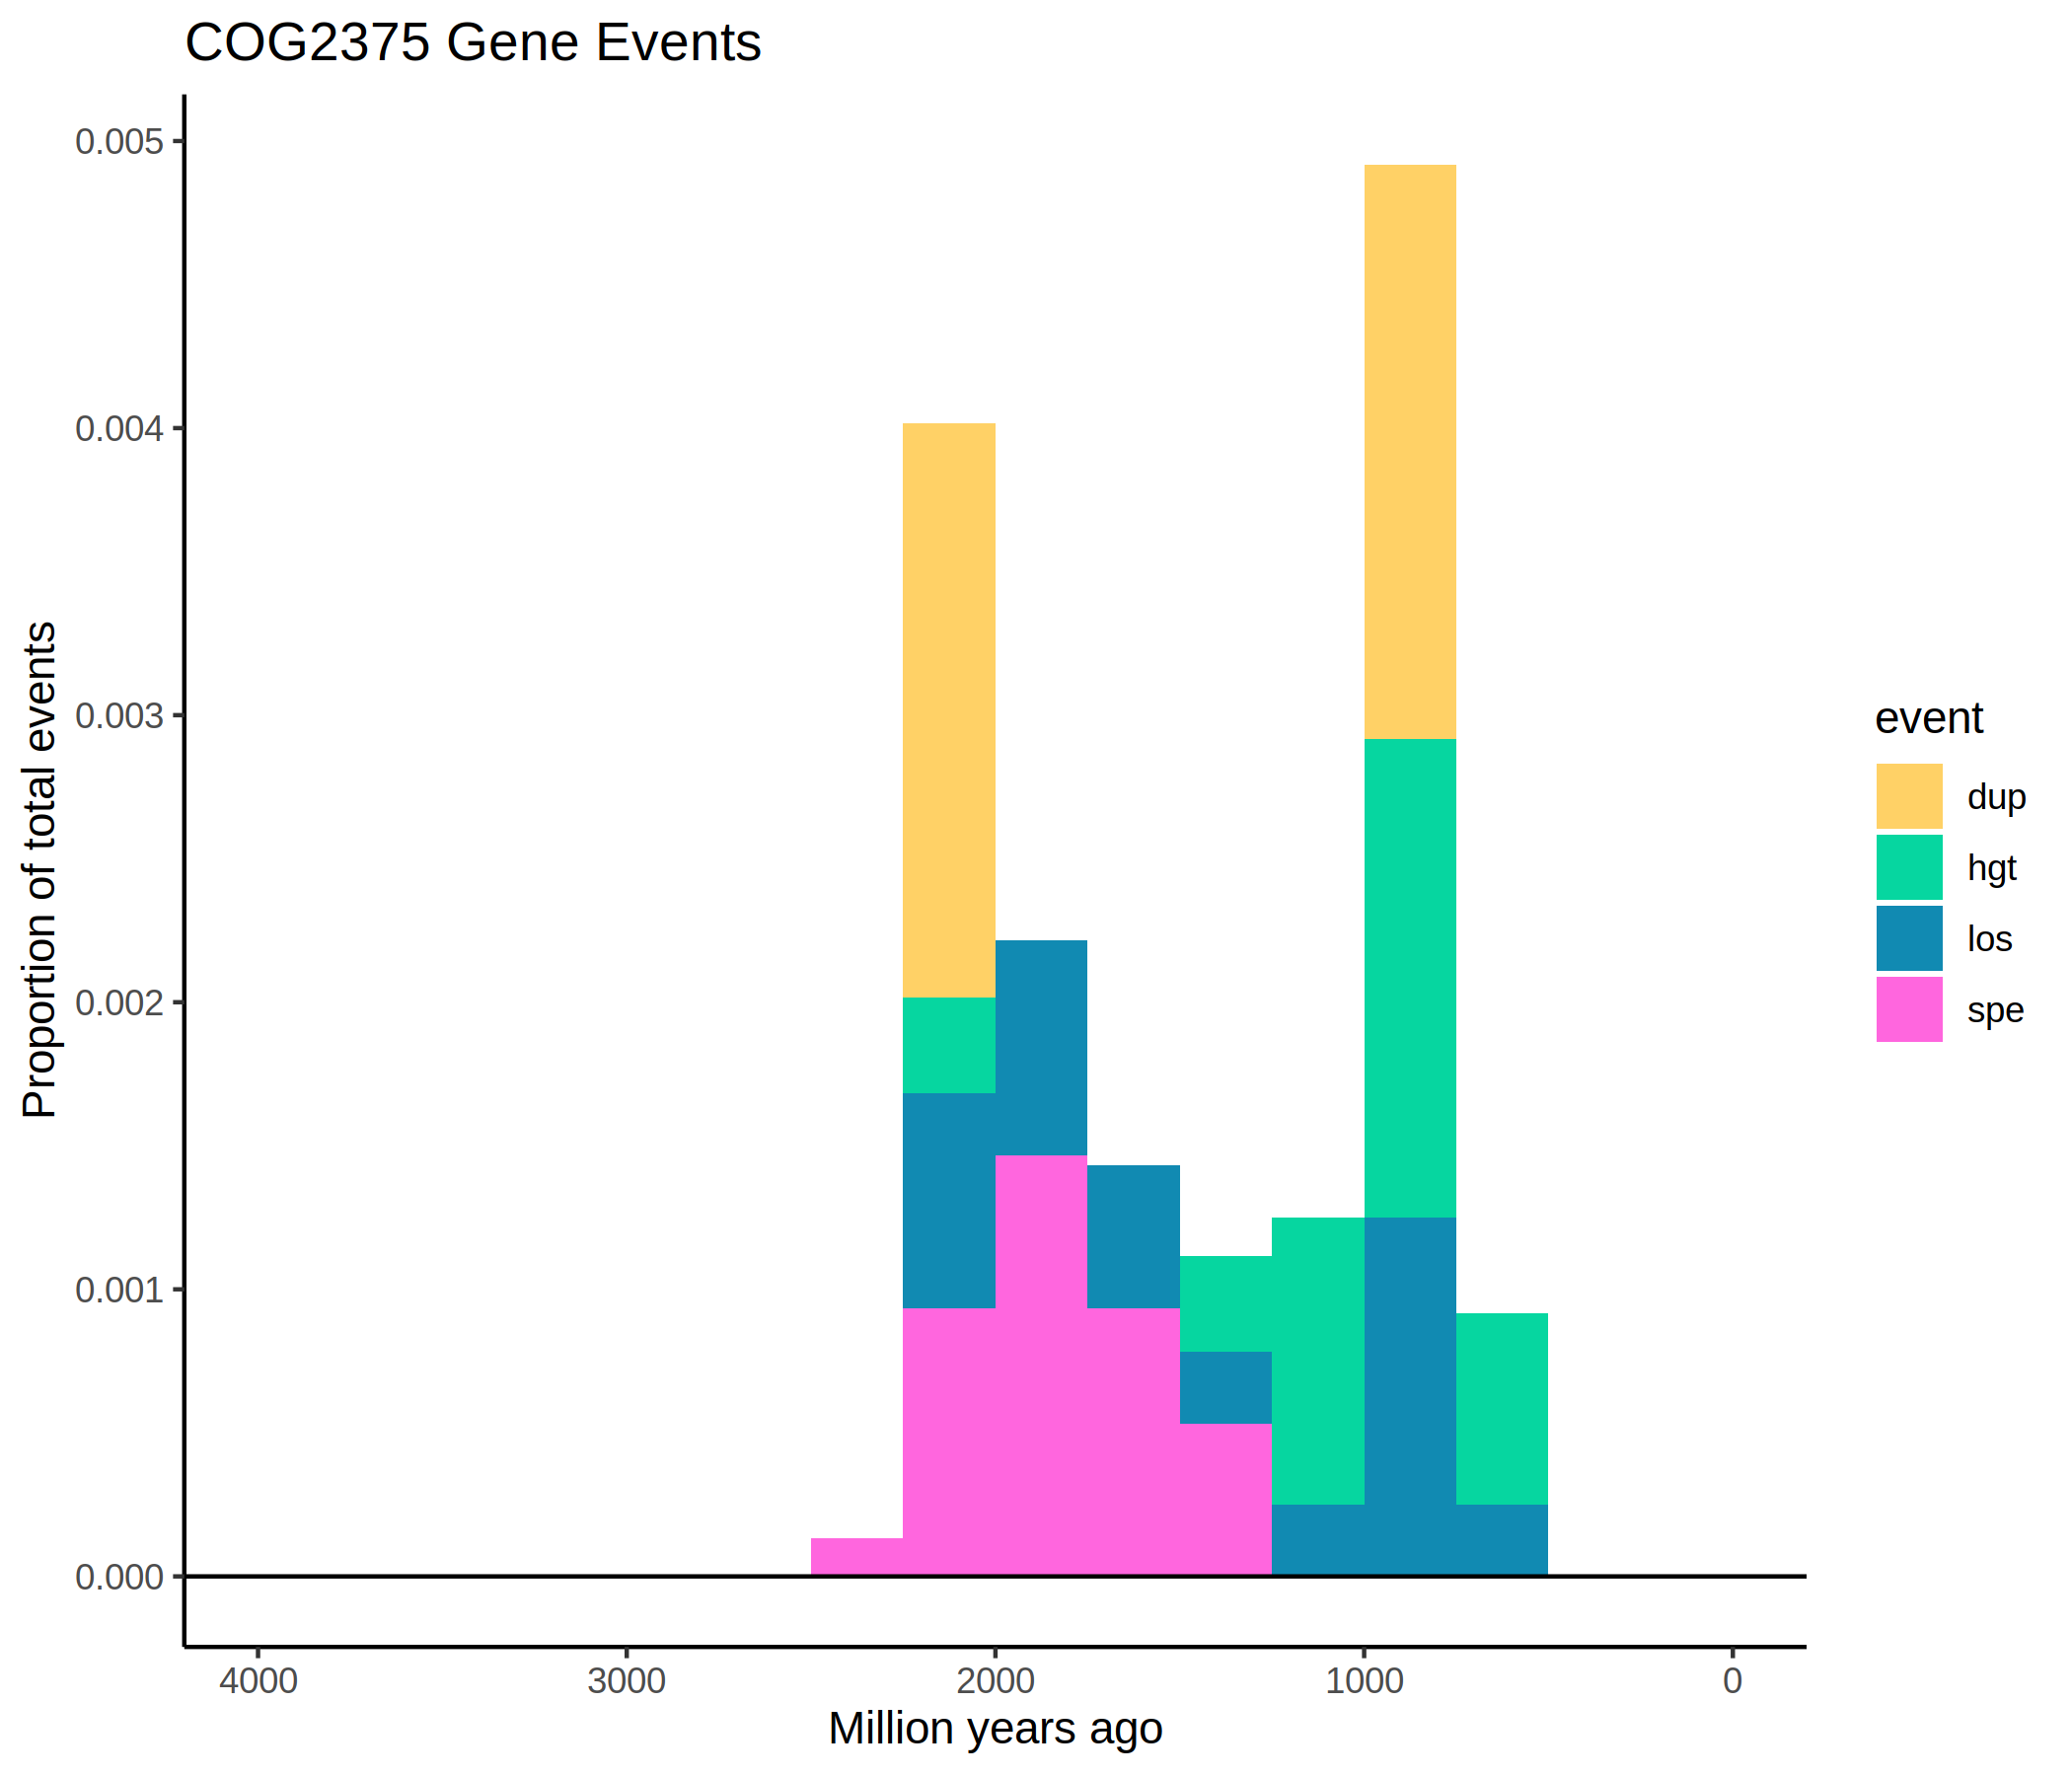 COG2375 Gene Events
Proportion of total events
0.005
0.004
0.003
0.002
0.001
0.000
4000 3000 2000 1000 0
Million years ago
event
dup
hgt
los
spe